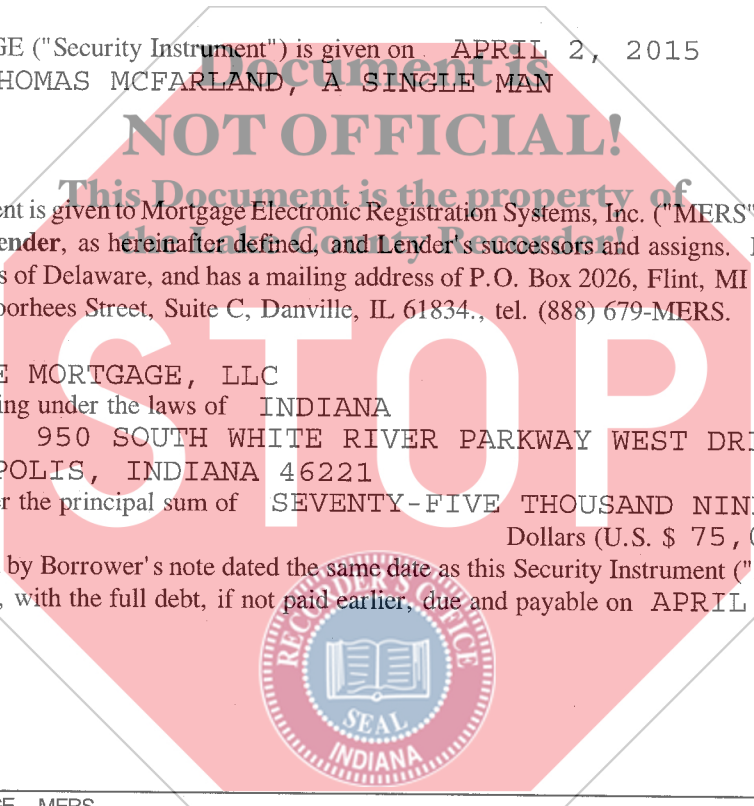 GE ("Security Instrument") is given on APRIL 2, 2015
HOMAS MCFARLAND, A SINGLE MAN
Document is
NOT OFFICIAL!
This Document is the property of
the Lake County Recorder!
ent is given to Mortgage Electronic Registration Systems, Inc. ("MERS"
ender, as hereinafter defined, and Lender's successors and assigns.
s of Delaware, and has a mailing address of P.O. Box 2026, Flint, MI
oorhees Street, Suite C, Danville, IL 61834., tel. (888) 679-MERS.
STOP
E MORTGAGE, LLC
ing under the laws of INDIANA
950 SOUTH WHITE RIVER PARKWAY WEST DRI
POLIS, INDIANA 46221
r the principal sum of SEVENTY-FIVE THOUSAND NIN
Dollars (U.S. $ 75,
by Borrower's note dated the same date as this Security Instrument ("
, with the full debt, if not paid earlier, due and payable on APRIL
RECORDER'S OFFICE
SEAL
INDIANA
GE - MERS